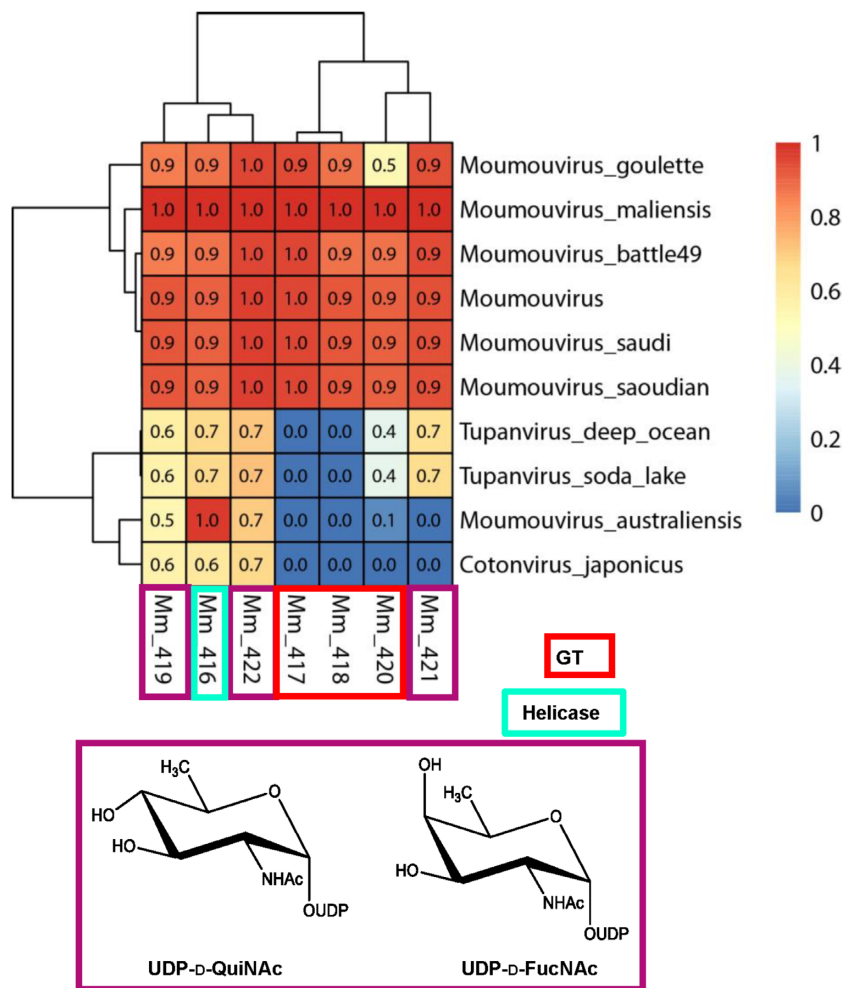 0.9 0.9 1.0 0.9 0.9 0.5 0.9 Moumouvirus_goulette
1.0 1.0 1.0 1.0 1.0 1.0 1.0 Moumouvirus_maliensis
0.9 0.9 1.0 1.0 0.9 0.9 0.9 Moumouvirus_battle49
0.9 0.9 1.0 1.0 0.9 0.9 0.9 Moumouvirus
0.9 0.9 1.0 1.0 0.9 0.9 0.9 Moumouvirus_saudi
0.9 0.9 1.0 1.0 0.9 0.9 0.9 Moumouvirus_saoudian
0.6 0.7 0.7 0.0 0.0 0.4 0.7 Tupanvirus_deep_ocean
0.6 0.7 0.7 0.0 0.0 0.4 0.7 Tupanvirus_soda_lake
0.5 1.0 0.7 0.0 0.0 0.1 0.0 Moumouvirus_australiensis
0.6 0.6 0.7 0.0 0.0 0.0 0.0 Cotonvirus_japonicus
1
0.8
0.6
0.4
0.2
0
Mm_419
Mm_416
Mm_422
Mm_417
Mm_418
Mm_420
Mm_421
GT
Helicase
H₃C
O
HO
HO
NHAc
OUDP
UDP-D-QuiNAc
OH
H₃C
O
HO
NHAc
OUDP
UDP-D-FucNAc